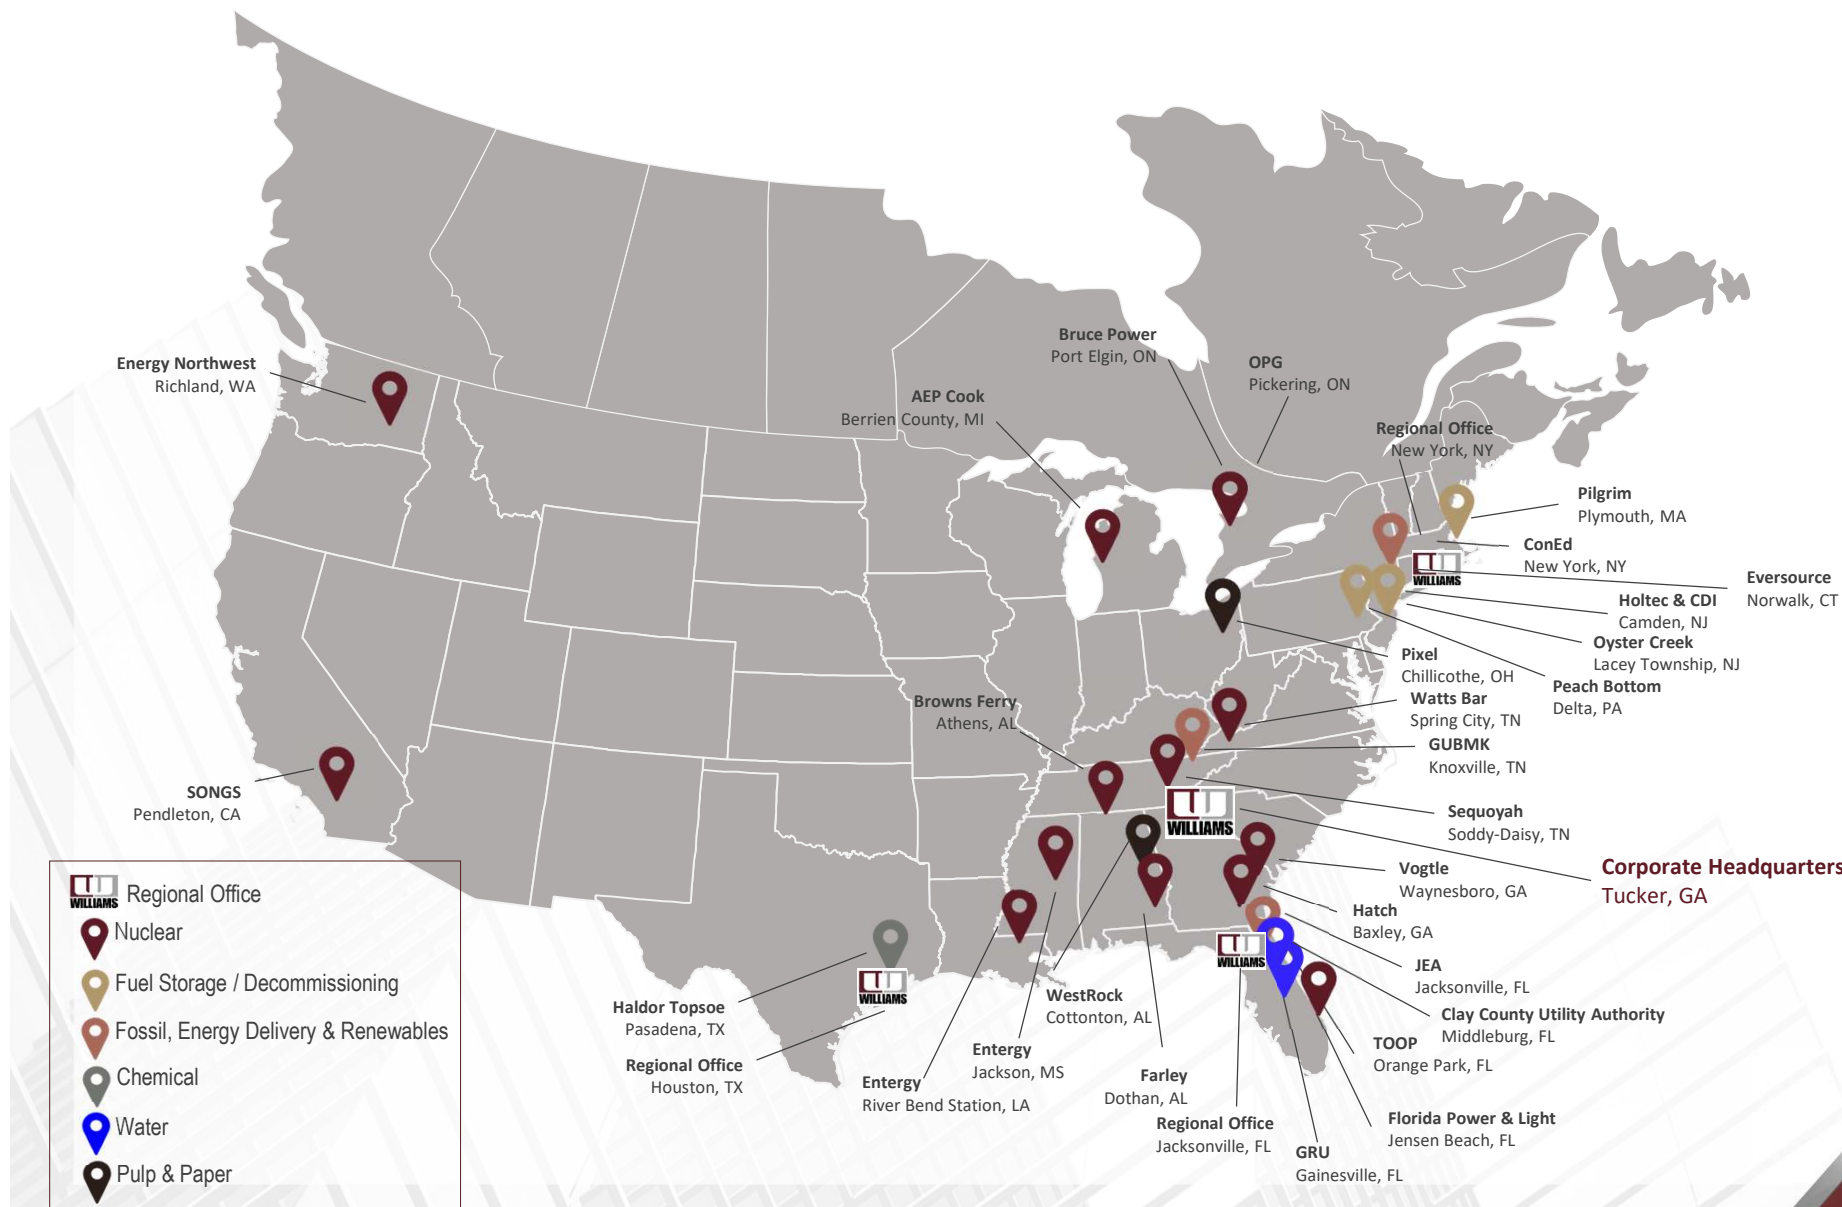 Energy Northwest
Richland, WA
Bruce Power
Port Elgin, ON
OPG
Pickering, ON
AEP Cook
Berrien County, MI
Regional Office
New York, NY
Pilgrim
Plymouth, MA
ConEd
New York, NY
WILLIAMS
Eversource
Norwalk, CT
Holtec & CDI
Camden, NJ
Oyster Creek
Lacey Township, NJ
Pixel
Chillicothe, OH
Peach Bottom
Delta, PA
Browns Ferry
Athens, AL
Watts Bar
Spring City, TN
GUBMK
Knoxville, TN
SONGS
Pendleton, CA
WILLIAMS
Sequoyah
Soddy-Daisy, TN
Vogtle
Waynesboro, GA
Corporate Headquarters
Tucker, GA
Hatch
Baxley, GA
WILLIAMS
JEA
Jacksonville, FL
WILLIAMS
Haldor Topsoe
Pasadena, TX
WestRock
Cottonton, AL
Clay County Utility Authority
Middleburg, FL
TOOP
Orange Park, FL
Regional Office
Houston, TX
Entergy
Jackson, MS
Entergy
River Bend Station, LA
Farley
Dothan, AL
Regional Office
Jacksonville, FL
Florida Power & Light
Jensen Beach, FL
GRU
Gainesville, FL
WILLIAMS
Regional Office
Nuclear
Fuel Storage / Decommissioning
Fossil, Energy Delivery & Renewables
Chemical
Water
Pulp & Paper